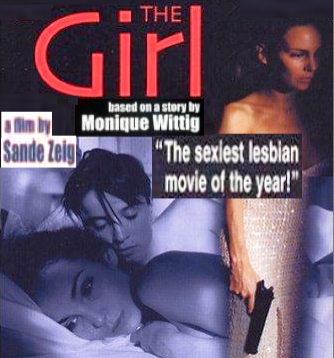 THE
Girl
based on a story by
Monique Wittig
a film by
Sande Zeig
"The sexiest lesbian
movie of the year!"